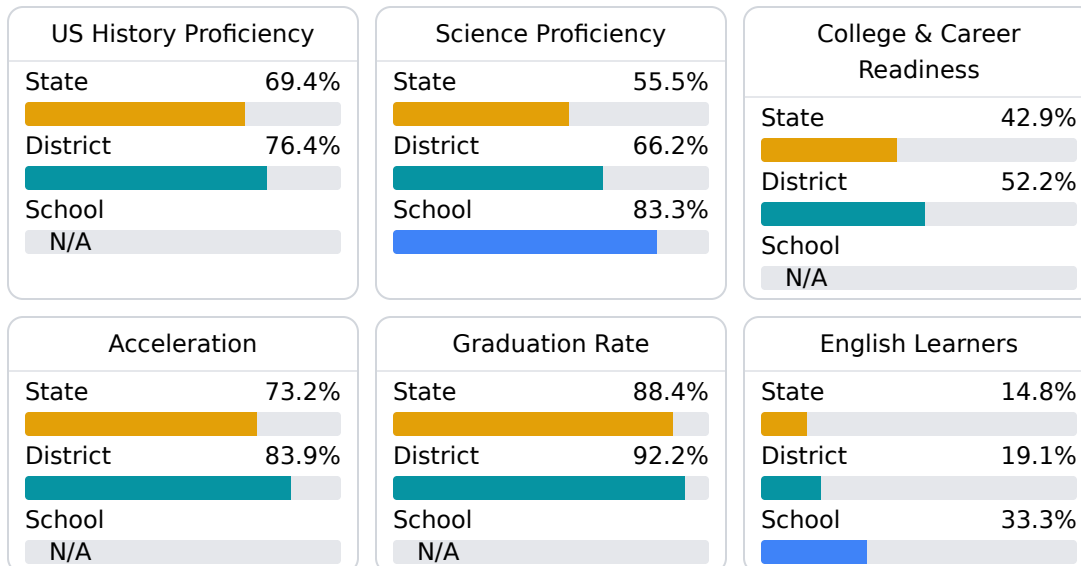 US History Proficiency
State 69.4%
District 76.4%
School
N/A
Science Proficiency
State 55.5%
District 66.2%
School 83.3%
College & Career
Readiness
State 42.9%
District 52.2%
School
N/A
Acceleration
State 73.2%
District 83.9%
School
N/A
Graduation Rate
State 88.4%
District 92.2%
School
N/A
English Learners
State 14.8%
District 19.1%
School 33.3%